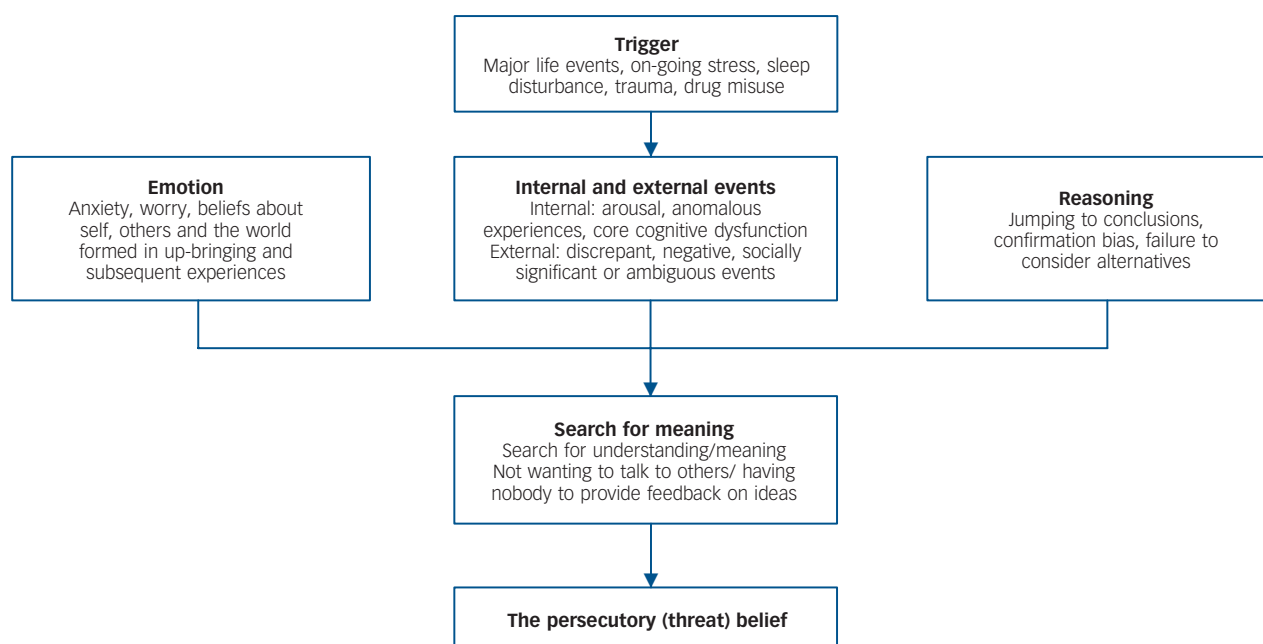 Trigger
Major life events, on-going stress, sleep
disturbance, trauma, drug misuse
Emotion
Anxiety, worry, beliefs about
self, others and the world
formed in up-bringing and
subsequent experiences
Internal and external events
Internal: arousal, anomalous
experiences, core cognitive dysfunction
External: discrepant, negative, socially
significant or ambiguous events
Reasoning
Jumping to conclusions,
confirmation bias, failure to
consider alternatives
Search for meaning
Search for understanding/meaning
Not wanting to talk to others/ having
nobody to provide feedback on ideas
The persecutory (threat) belief